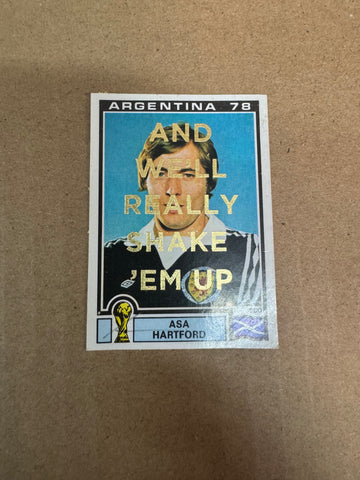 ARGENTINA 78
AND
WE'LL
REALLY
SHAKE
'EM UP
ASA
HARTFORD